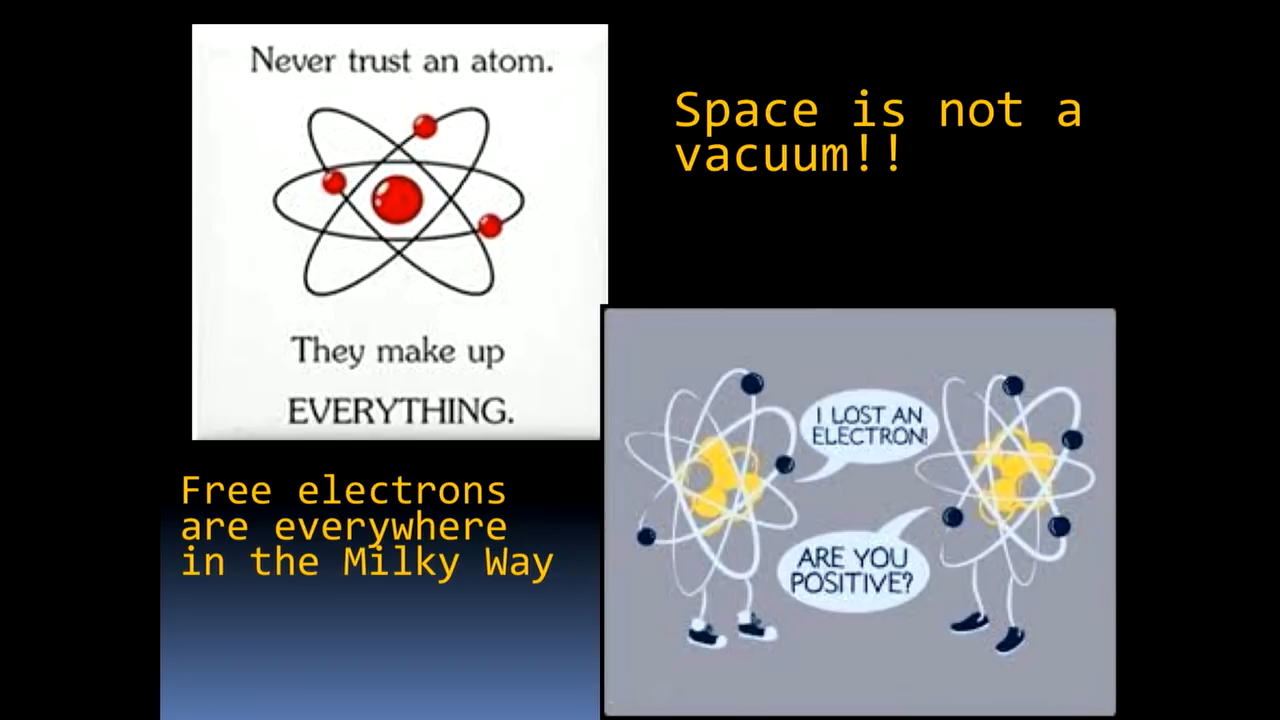 Never trust an atom.
They make up
EVERYTHING.
Space is not a
vacuum!!
Free electrons
are everywhere
in the Milky Way
I LOST AN
ELECTRON!
ARE YOU
POSITIVE?